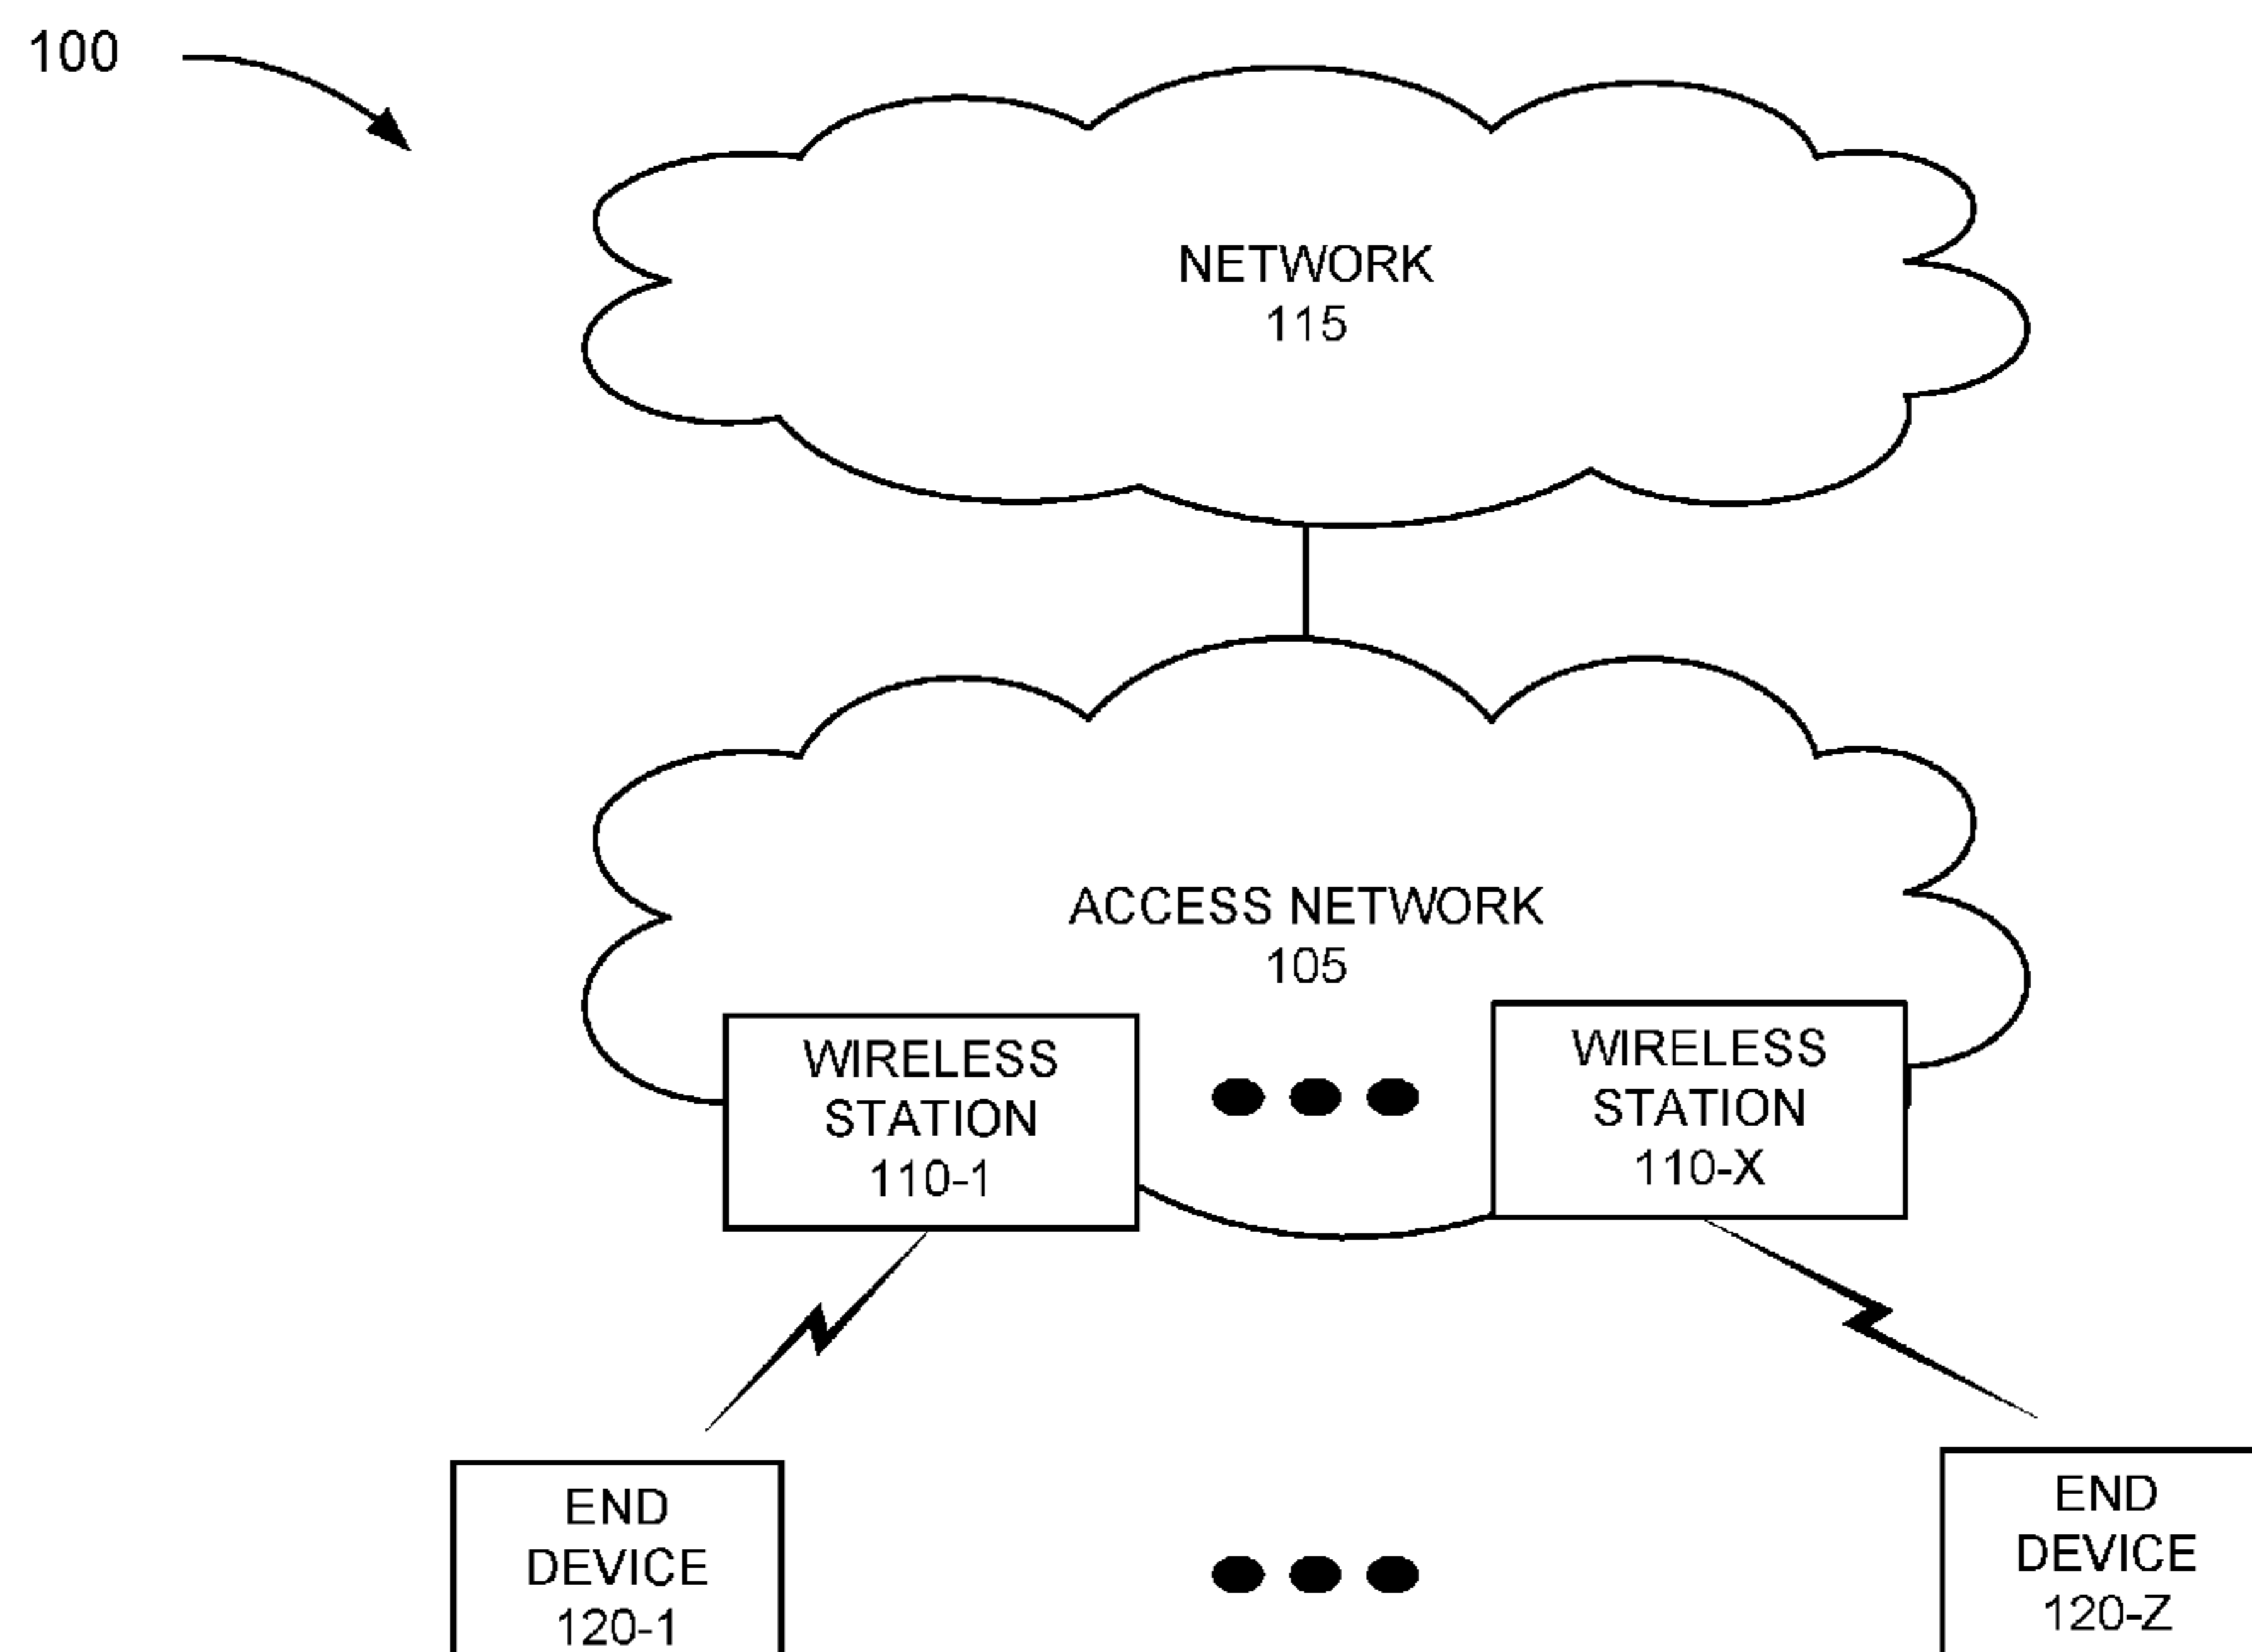 100
NETWORK
115
ACCESS NETWORK
105
WIRELESS
STATION
110-1
WIRELESS
STATION
110-X
END
DEVICE
120-1
END
DEVICE
120-Z